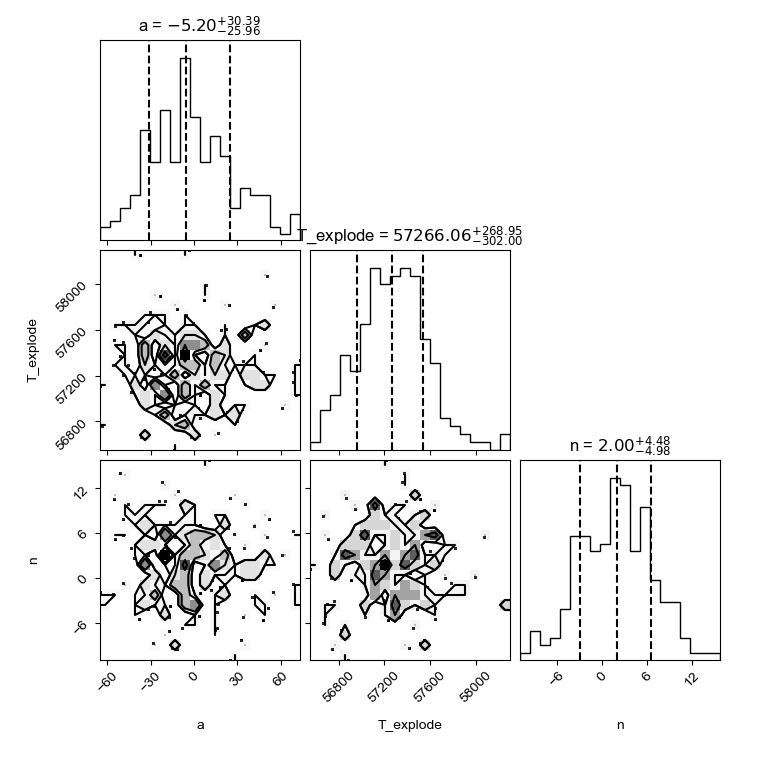 a = −5.20+30.39−25.96
T_explode = 57266.06+268.95−302.00
58000
57600
57200
56800
T_explode
n = 2.00+4.48−4.98
12
6
0
−6
n
−60 −30 0 30 60
56800 57200 57600 58000
−6 0 6 12
a T_explode n